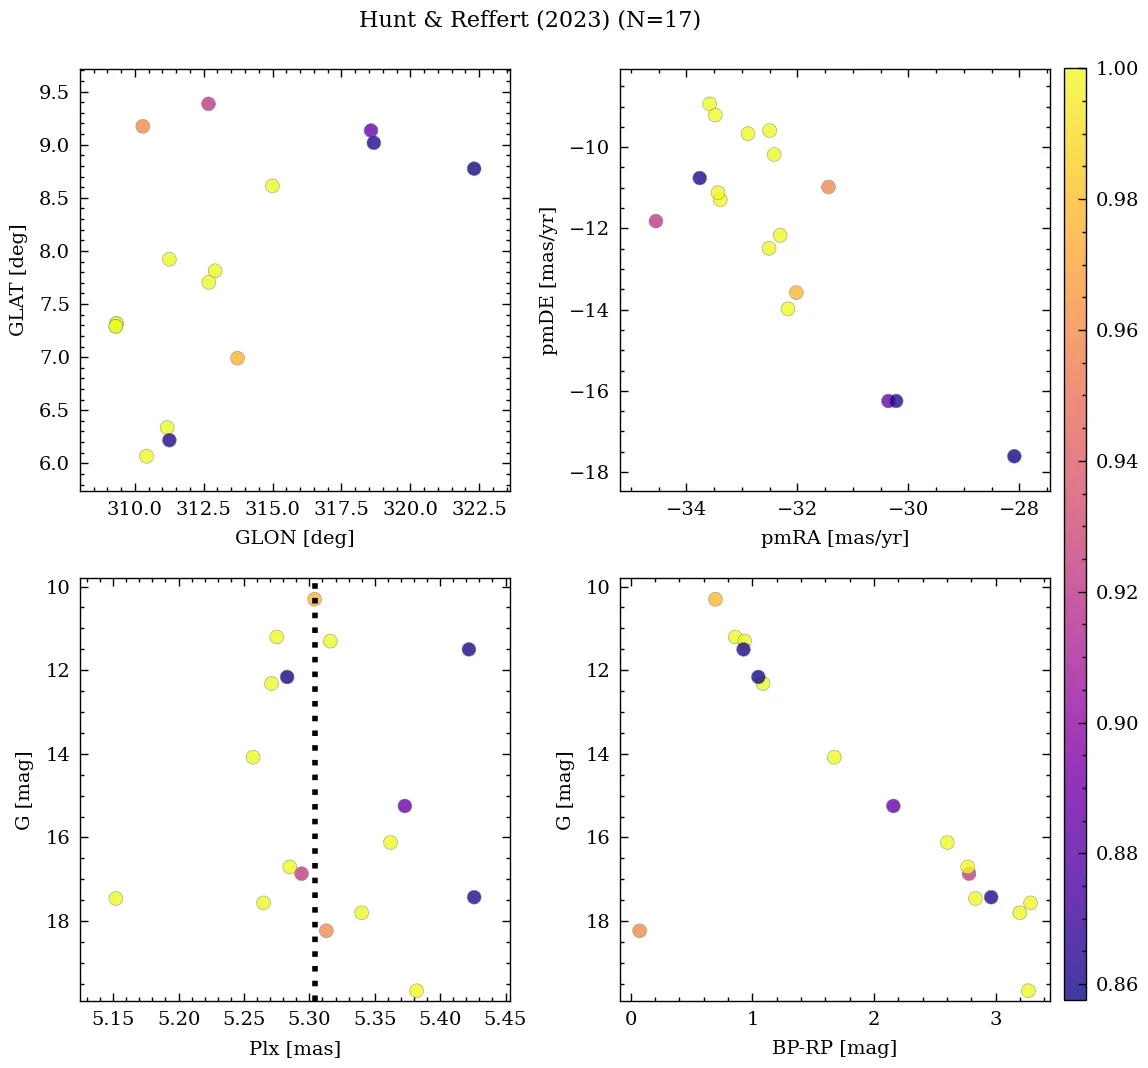 Hunt & Reffert (2023) (N=17)
9.5
9.0
8.5
8.0
7.5
7.0
6.5
6.0
GLAT [deg]
310.0 312.5 315.0 317.5 320.0 322.5
GLON [deg]
−10
−12
−14
−16
−18
pmDE [mas/yr]
−34 −32 −30 −28
pmRA [mas/yr]
10
12
14
16
18
G [mag]
5.15 5.20 5.25 5.30 5.35 5.40 5.45
Plx [mas]
10
12
14
16
18
G [mag]
0 1 2 3
BP-RP [mag]
1.00
0.98
0.96
0.94
0.92
0.90
0.88
0.86